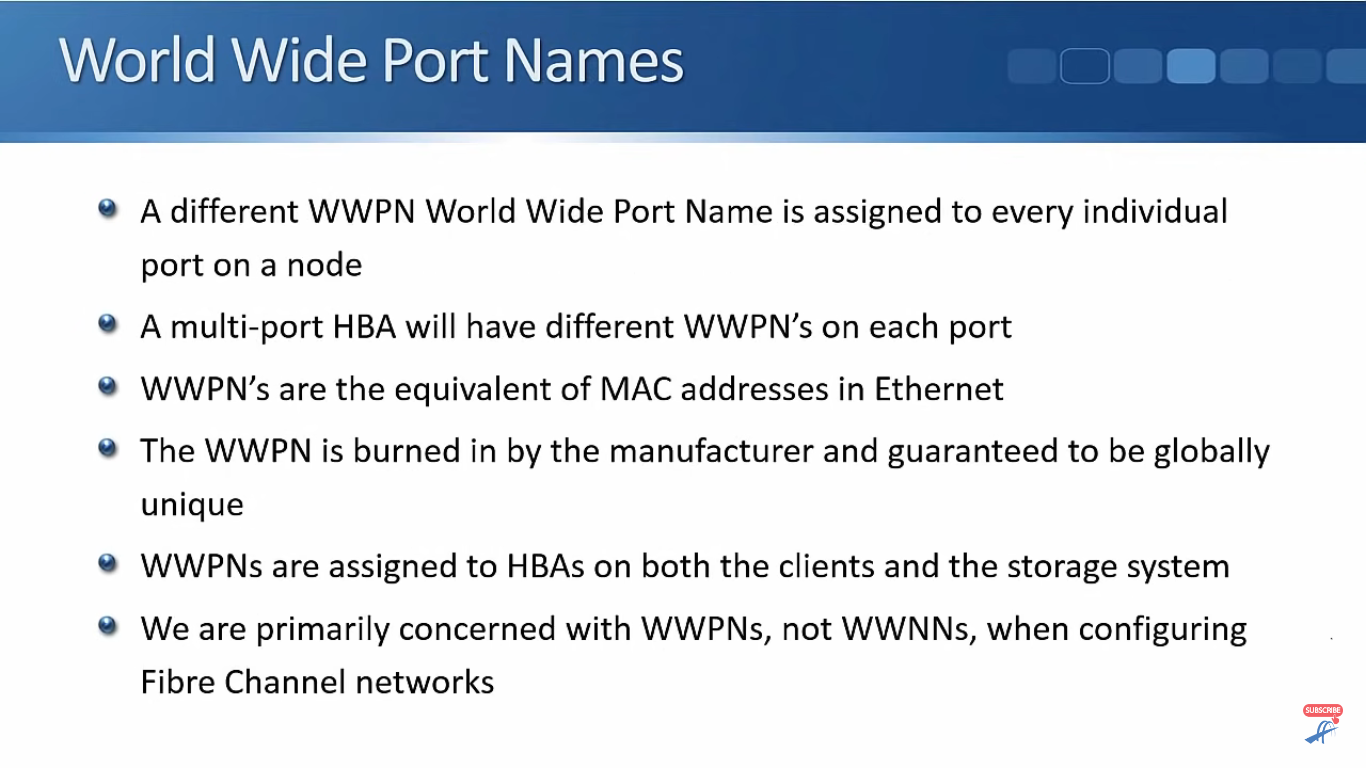 World Wide Port Names
A different WWPN World Wide Port Name is assigned to every individual
port on a node
A multi-port HBA will have different WWPN’s on each port
WWPN’s are the equivalent of MAC addresses in Ethernet
The WWPN is burned in by the manufacturer and guaranteed to be globally
unique
WWPNs are assigned to HBAs on both the clients and the storage system
We are primarily concerned with WWPNs, not WWNNs, when configuring
Fibre Channel networks
SUBSCRIBE